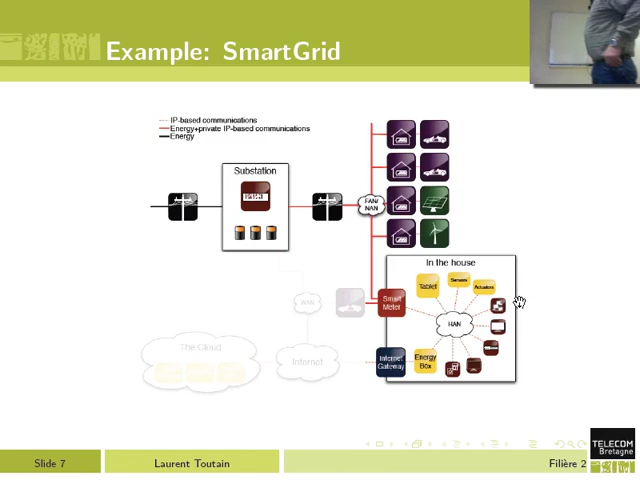 Example: SmartGrid
IP-based communications
Energy+private IP-based communications
Energy
Substation
FAN/
NAN
In the house
Tablet
Sensors
Actuators
WAN
Smart
Meter
HAN
The Cloud
Internet
Internet
Gateway
Energy
Box
TELECOM
Bretagne
Slide 7
Laurent Toutain
Filière 2